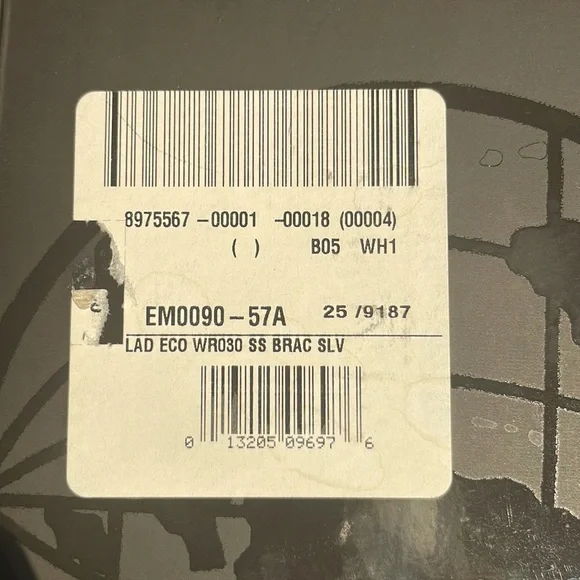 8975567 -00001 -00018 (00004)
( ) B05 WH1
EM0090-57A 25 /9187
LAD ECO WR030 SS BRAC SLV
0 13205 09697 6